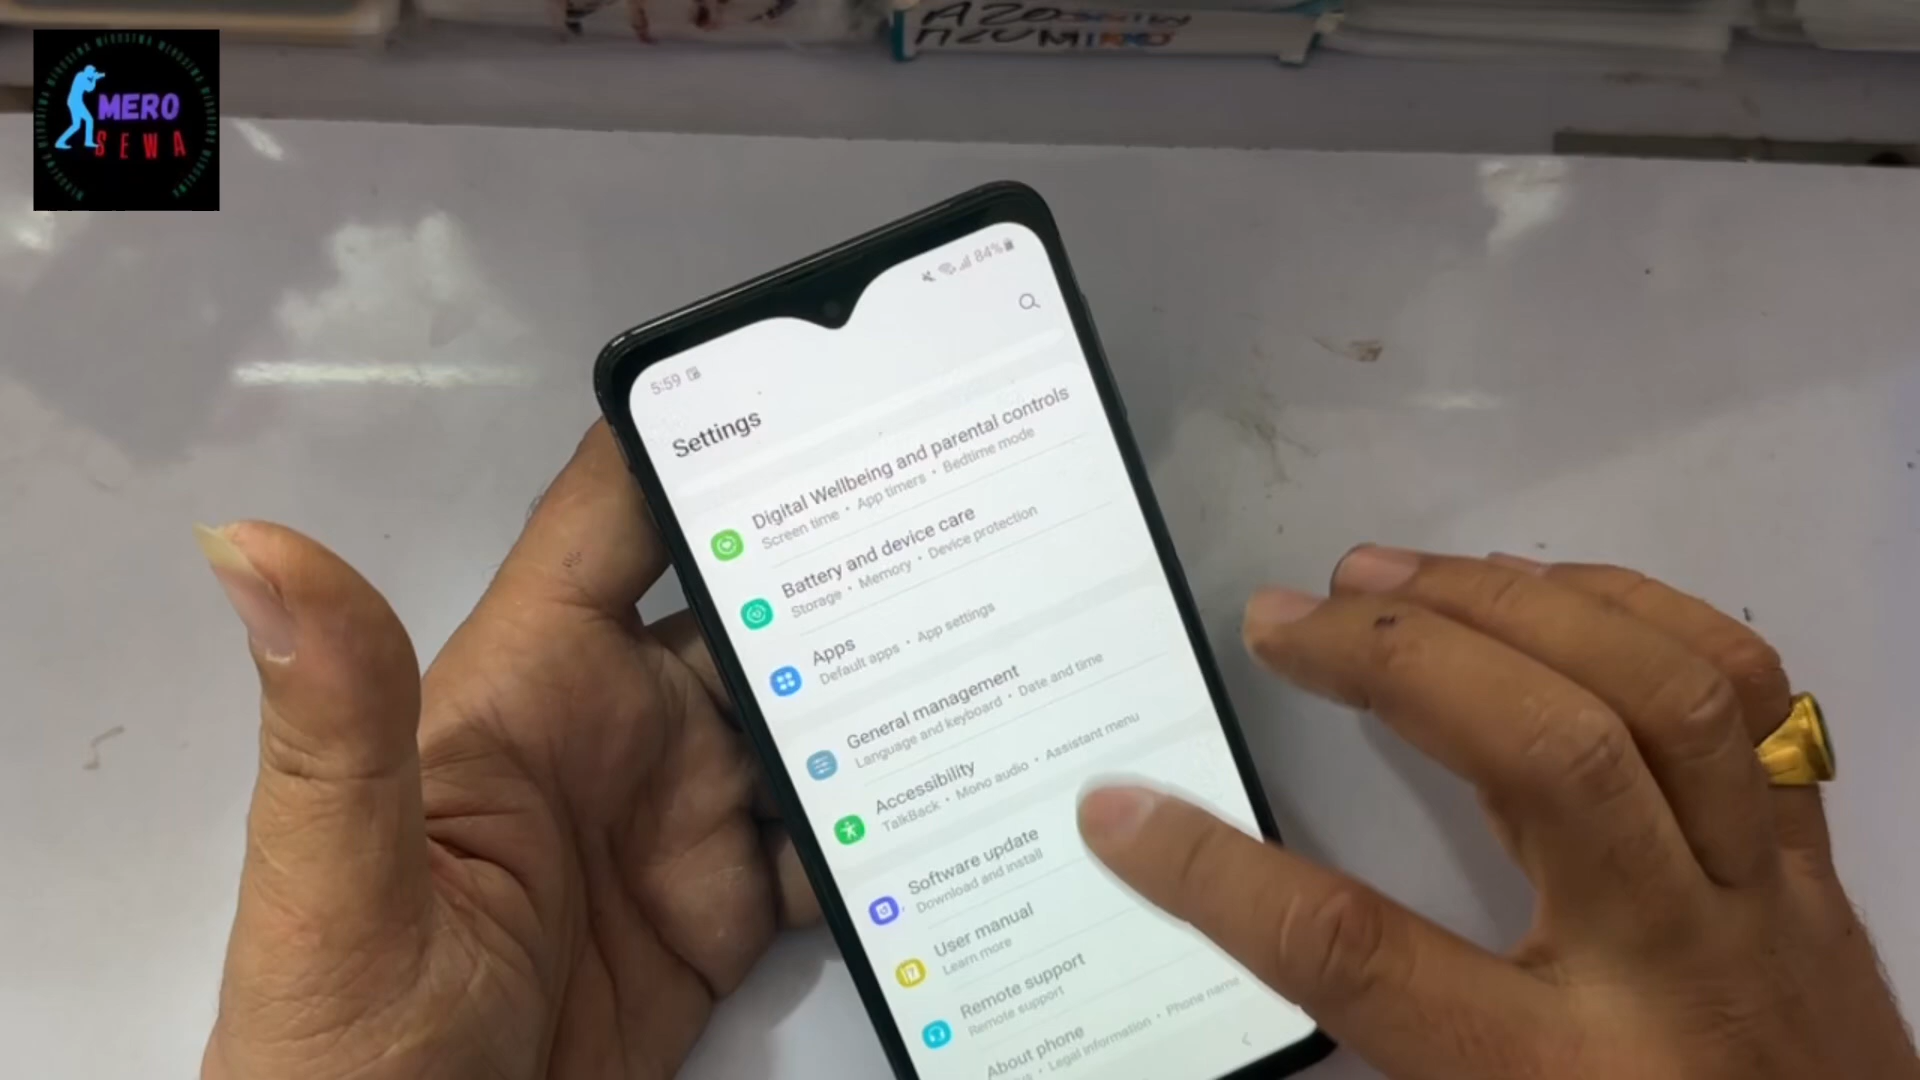 MERO
SEWA
5:59
84%
Settings
Digital Wellbeing and parental controls
Screen time • App timers • Bedtime mode
Battery and device care
Storage • Memory • Device protection
Apps
Default apps • App settings
General management
Language and keyboard • Date and time
Accessibility
TalkBack • Mono audio • Assistant menu
Software update
Download and install
User manual
Learn more
Remote support
Remote support
About phone
Legal information • Phone name